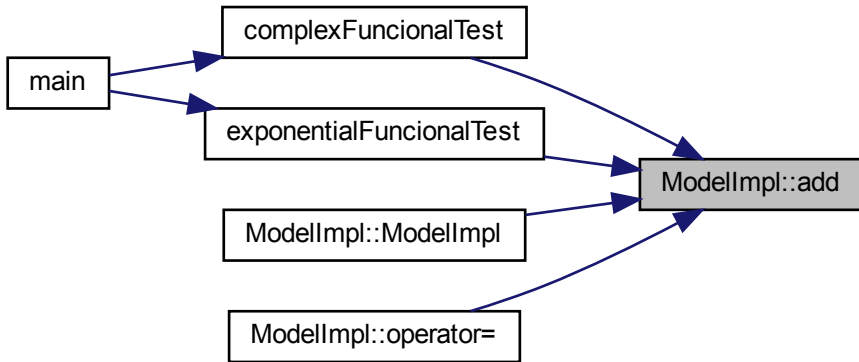 complexFuncionalTest
main
exponentialFuncionalTest
ModelImpl::add
ModelImpl::ModelImpl
ModelImpl::operator=